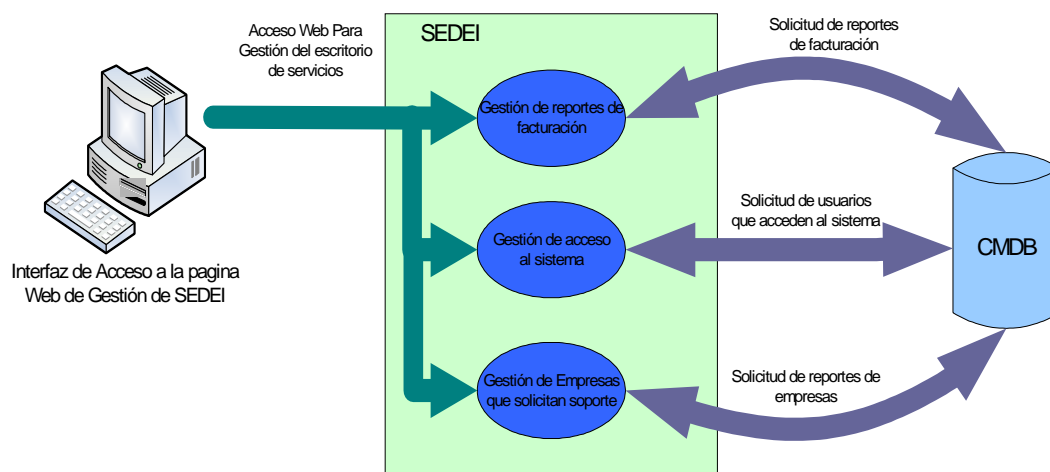 Acceso Web Para
Gestión del escritorio
de servicios
SEDEI
Solicitud de reportes
de facturación
Gestión de reportes de
facturación
Solicitud de usuarios
que acceden al sistema
Gestión de acceso
al sistema
CMDB
Interfaz de Acceso a la pagina
Web de Gestión de SEDEI
Gestión de Empresas
que solicitan soporte
Solicitud de reportes de
empresas